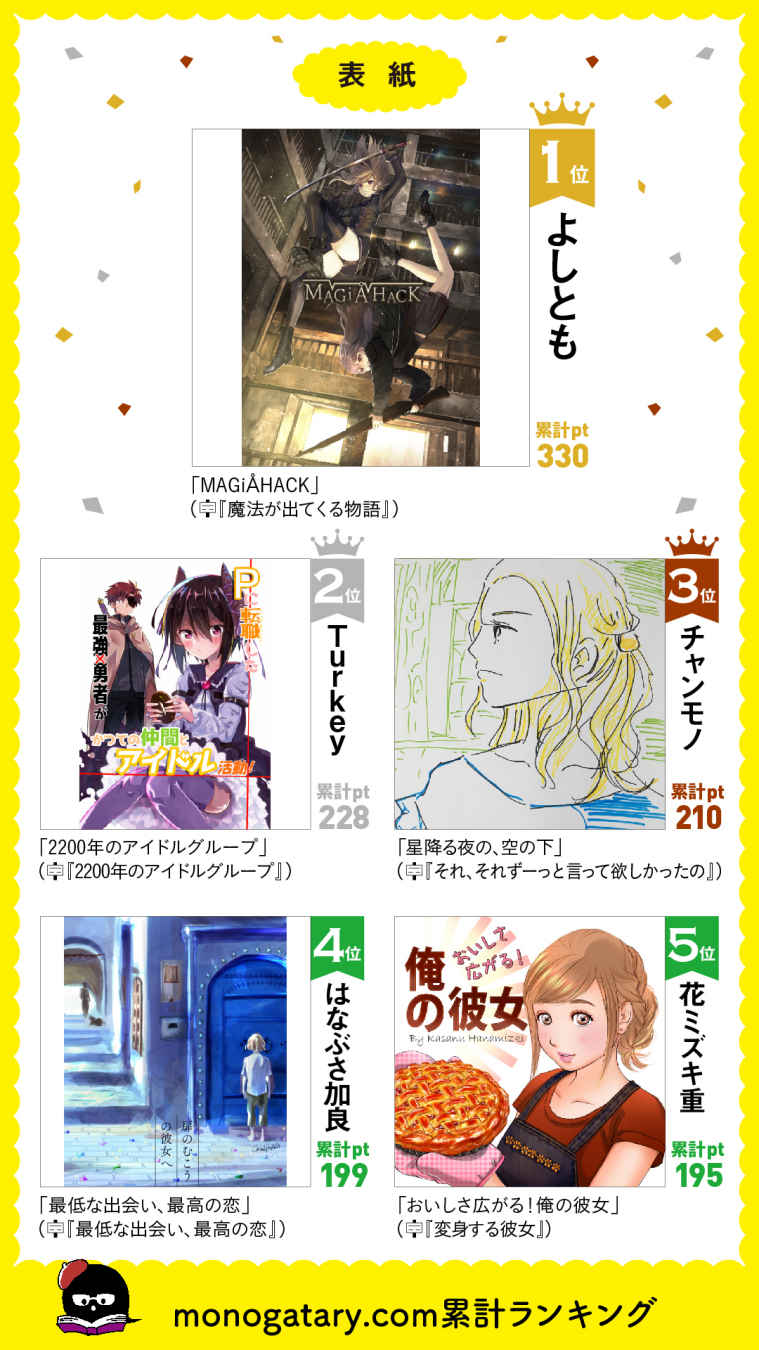 表紙
1位
よしとも
MAGiÅHACK
累計pt
330
「MAGiÅHACK」
(『魔法が出てくる物語』)
2位
Turkey
最強×勇者が
Pに転職した
かつての仲間と
アイドル活動!
累計pt
228
「2200年のアイドルグループ」
(『2200年のアイドルグループ』)
3位
チャンモノ
累計pt
210
「星降る夜の、空の下」
(『それ、それずーっと言って欲しかったの』)
4位
はなぶさ加良
扉のむこう
の彼女へ
累計pt
199
「最低な出会い、最高の恋」
(『最低な出会い、最高の恋』)
5位
花ミズキ重
おいしさ
広がる!
俺
の彼女
By Kasanu Hanamizei
累計pt
195
「おいしさ広がる!俺の彼女」
(『変身する彼女』)
monogatary.com累計ランキング